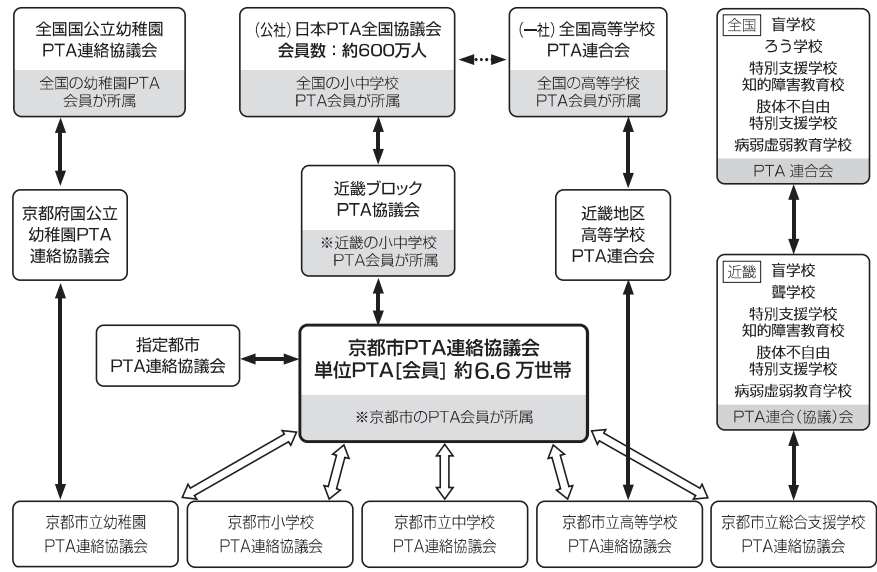 全国国公立幼稚園
PTA連絡協議会
全国の幼稚園PTA
会員が所属
(公社)日本PTA全国協議会
会員数：約600万人
全国の小中学校
PTA会員が所属
(一社)全国高等学校
PTA連合会
全国の高等学校
PTA会員が所属
全国 盲学校
ろう学校
特別支援学校
知的障害教育校
肢体不自由
特別支援学校
病弱虚弱教育学校
PTA 連合会
京都府国公立
幼稚園PTA
連絡協議会
近畿ブロック
PTA協議会
※近畿の小中学校
PTA会員が所属
近畿地区
高等学校
PTA連合会
近畿 盲学校
聾学校
特別支援学校
知的障害教育校
肢体不自由
特別支援学校
病弱虚弱教育学校
PTA連合(協議)会
指定都市
PTA連絡協議会
京都市PTA連絡協議会
単位PTA[会員] 約6.6万世帯
※京都市のPTA会員が所属
京都市立幼稚園
PTA連絡協議会
京都市小学校
PTA連絡協議会
京都市立中学校
PTA連絡協議会
京都市立高等学校
PTA連絡協議会
京都市立総合支援学校
PTA連絡協議会